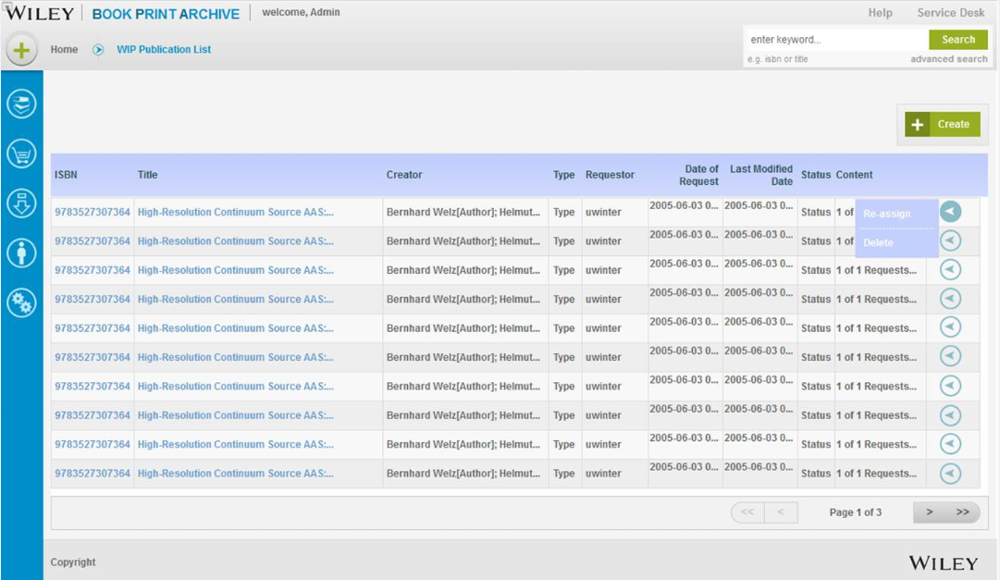 WILEY BOOK PRINT ARCHIVE welcome, Admin Help Service Desk
Home WIP Publication List enter keyword... Search
e.g. isbn or title advanced search
Create
ISBN Title Creator Type Requestor Date of Request Last Modified Date Status Content
9783527307364 High-Resolution Continuum Source AAS:... Bernhard Welz[Author]; Helmut... Type uwinter 2005-06-03 0... 2005-06-03 0... Status 1 of Re-assign
9783527307364 High-Resolution Continuum Source AAS:... Bernhard Welz[Author]; Helmut... Type uwinter 2005-06-03 0... 2005-06-03 0... Status 1 of Delete
9783527307364 High-Resolution Continuum Source AAS:... Bernhard Welz[Author]; Helmut... Type uwinter 2005-06-03 0... 2005-06-03 0... Status 1 of 1 Requests...
9783527307364 High-Resolution Continuum Source AAS:... Bernhard Welz[Author]; Helmut... Type uwinter 2005-06-03 0... 2005-06-03 0... Status 1 of 1 Requests...
9783527307364 High-Resolution Continuum Source AAS:... Bernhard Welz[Author]; Helmut... Type uwinter 2005-06-03 0... 2005-06-03 0... Status 1 of 1 Requests...
9783527307364 High-Resolution Continuum Source AAS:... Bernhard Welz[Author]; Helmut... Type uwinter 2005-06-03 0... 2005-06-03 0... Status 1 of 1 Requests...
9783527307364 High-Resolution Continuum Source AAS:... Bernhard Welz[Author]; Helmut... Type uwinter 2005-06-03 0... 2005-06-03 0... Status 1 of 1 Requests...
9783527307364 High-Resolution Continuum Source AAS:... Bernhard Welz[Author]; Helmut... Type uwinter 2005-06-03 0... 2005-06-03 0... Status 1 of 1 Requests...
9783527307364 High-Resolution Continuum Source AAS:... Bernhard Welz[Author]; Helmut... Type uwinter 2005-06-03 0... 2005-06-03 0... Status 1 of 1 Requests...
9783527307364 High-Resolution Continuum Source AAS:... Bernhard Welz[Author]; Helmut... Type uwinter 2005-06-03 0... 2005-06-03 0... Status 1 of 1 Requests...
<< < Page 1 of 3 > >>
Copyright WILEY